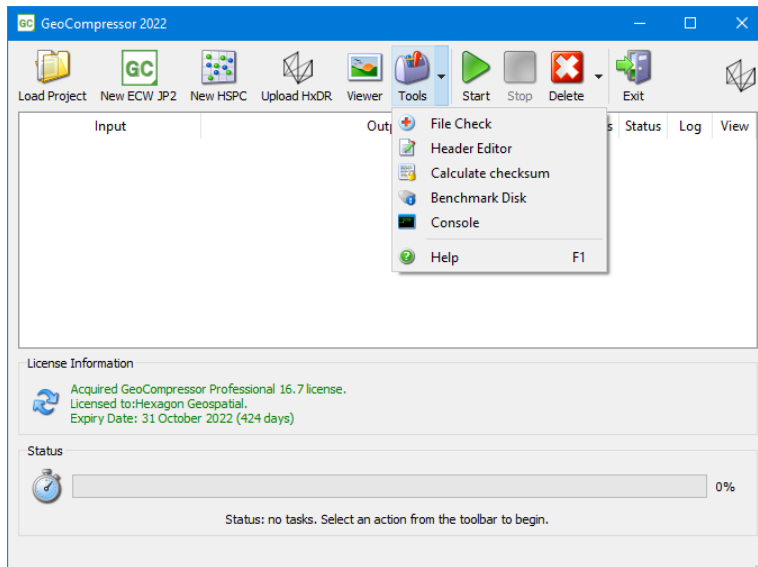 GC GeoCompressor 2022
GC
Load Project New ECW JP2 New HSPC Upload HxDR Viewer Tools Start Stop Delete Exit
Input Status Log View
File Check
Header Editor
Calculate checksum
Benchmark Disk
Console
Help F1
License Information
Acquired GeoCompressor Professional 16.7 license.
Licensed to:Hexagon Geospatial.
Expiry Date: 31 October 2022 (424 days)
Status
0%
Status: no tasks. Select an action from the toolbar to begin.